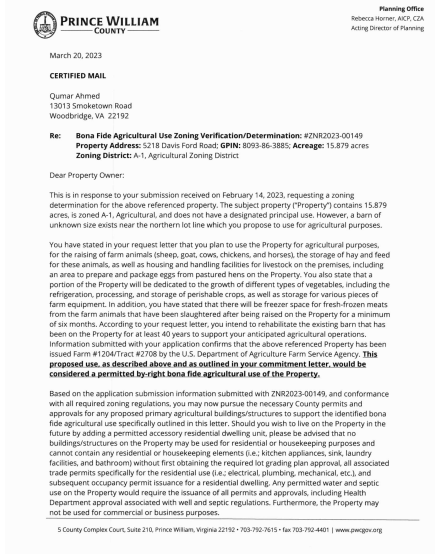 PRINCE WILLIAM
COUNTY
Planning Office
Rebecca Horner, AICP, CZA
Acting Director of Planning
March 20, 2023
CERTIFIED MAIL
Qumar Ahmed
13013 Smoketown Road
Woodbridge, VA 22192
Re: Bona Fide Agricultural Use Zoning Verification/Determination: #ZNR2023-00149
Property Address: 5218 Davis Ford Road; GPIN: 8093-86-3885; Acreage: 15.879 acres
Zoning District: A-1, Agricultural Zoning District
Dear Property Owner:
This is in response to your submission received on February 14, 2023, requesting a zoning
determination for the above referenced property. The subject property ("Property") contains 15.879
acres, is zoned A-1, Agricultural, and does not have a designated principal use. However, a barn of
unknown size exists near the northern lot line which you propose to use for agricultural purposes.
You have stated in your request letter that you plan to use the Property for agricultural purposes,
for the raising of farm animals (sheep, goat, cows, chickens, and horses), the storage of hay and feed
for these animals, as well as housing and handling facilities for livestock on the premises, including
an area to prepare and package eggs from pastured hens on the Property. You also state that a
portion of the Property will be dedicated to the growth of different types of vegetables, including the
refrigeration, processing, and storage of perishable crops, as well as storage for various pieces of
farm equipment. In addition, you have stated that there will be freezer space for fresh-frozen meats
from the farm animals that have been slaughtered after being raised on the Property for a minimum
of six months. According to your request letter, you intend to rehabilitate the existing barn that has
been on the Property for at least 40 years to support your anticipated agricultural operations.
Information submitted with your application confirms that the above referenced Property has been
issued Farm #1204/Tract #2708 by the U.S. Department of Agriculture Farm Service Agency. This
proposed use, as described above and as outlined in your commitment letter, would be
considered a permitted by-right bona fide agricultural use of the Property.
Based on the application submission information submitted with ZNR2023-00149, and conformance
with all required zoning regulations, you may now pursue the necessary County permits and
approvals for any proposed primary agricultural buildings/structures to support the identified bona
fide agricultural use specifically outlined in this letter. Should you wish to live on the Property in the
future by adding a permitted accessory residential dwelling unit, please be advised that no
buildings/structures on the Property may be used for residential or housekeeping purposes and
cannot contain any residential or housekeeping elements (i.e.; kitchen appliances, sink, laundry
facilities, and bathroom) without first obtaining the required lot grading plan approval, all associated
trade permits specifically for the residential use (i.e.; electrical, plumbing, mechanical, etc.), and
subsequent occupancy permit issuance for a residential dwelling. Any permitted water and septic
use on the Property would require the issuance of all permits and approvals, including Health
Department approval associated with well and septic regulations. Furthermore, the Property may
not be used for commercial or business purposes.
5 County Complex Court, Suite 210, Prince William, Virginia 22192 • 703-792-7615 • fax 703-792-4401 | www.pwcgov.org